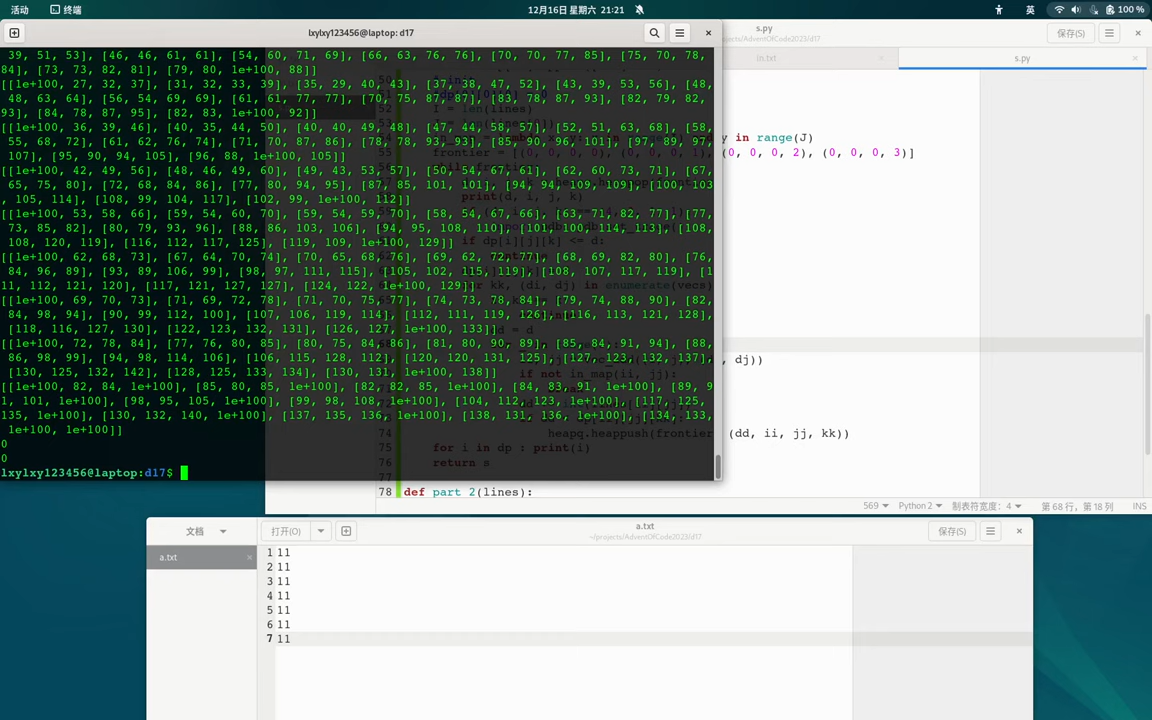 活动 终端 12月16日 星期六 21:21 英 100 %
lxylxy123456@laptop: d17
39, 51, 53], [46, 46, 61, 61], [54, 60, 71, 69], [66, 63, 76, 76], [70, 70, 77, 85], [75, 70, 78,
84], [73, 73, 82, 81], [79, 80, 1e+100, 88]]
[[1e+100, 27, 32, 37], [31, 32, 33, 39], [35, 29, 40, 43], [37, 38, 47, 52], [43, 39, 53, 56], [48,
48, 63, 64], [56, 54, 69, 69], [61, 61, 77, 77], [70, 75, 87, 87], [83, 78, 87, 93], [82, 79, 82,
93], [84, 78, 87, 95], [82, 83, 1e+100, 92]]
[[1e+100, 36, 39, 46], [40, 35, 44, 50], [40, 40, 49, 48], [47, 44, 58, 57], [52, 51, 63, 68], [58,
55, 68, 72], [61, 62, 76, 74], [71, 70, 87, 86], [78, 78, 93, 93], [85, 90, 96, 101], [97, 89, 97,
107], [95, 90, 94, 105], [96, 88, 1e+100, 105]]
[[1e+100, 42, 49, 56], [48, 46, 49, 60], [49, 43, 53, 57], [50, 54, 67, 61], [62, 60, 73, 71], [67,
65, 75, 80], [72, 68, 84, 86], [77, 80, 94, 95], [87, 85, 101, 101], [94, 94, 109, 109], [100, 103
, 105, 114], [108, 99, 104, 117], [102, 99, 1e+100, 112]]
[[1e+100, 53, 58, 66], [59, 54, 60, 70], [59, 54, 59, 70], [58, 54, 67, 66], [63, 71, 82, 77], [77,
73, 85, 82], [80, 79, 93, 96], [88, 86, 103, 106], [94, 95, 108, 110], [101, 100, 114, 113], [108,
108, 120, 119], [116, 112, 117, 125], [119, 109, 1e+100, 129]]
[[1e+100, 62, 68, 73], [67, 64, 70, 74], [70, 65, 68, 76], [69, 62, 72, 77], [68, 69, 82, 80], [76,
84, 96, 89], [93, 89, 106, 99], [98, 97, 111, 115], [105, 102, 115, 119], [108, 107, 117, 119], [1
11, 112, 121, 120], [117, 121, 127, 127], [124, 122, 1e+100, 129]]
[[1e+100, 69, 70, 73], [71, 69, 72, 78], [71, 70, 75, 77], [74, 73, 78, 84], [79, 74, 88, 90], [82,
84, 98, 94], [90, 99, 112, 100], [107, 106, 119, 114], [112, 111, 119, 126], [116, 113, 121, 128],
[118, 116, 127, 130], [122, 123, 132, 131], [126, 127, 1e+100, 133]]
[[1e+100, 72, 78, 84], [77, 76, 80, 85], [80, 75, 84, 86], [81, 80, 90, 89], [85, 84, 91, 94], [88,
86, 98, 99], [94, 98, 114, 106], [106, 115, 128, 112], [120, 120, 131, 125], [127, 123, 132, 137],
[130, 125, 132, 142], [128, 125, 133, 134], [130, 131, 1e+100, 138]]
[[1e+100, 82, 84, 1e+100], [85, 80, 85, 1e+100], [82, 82, 85, 1e+100], [84, 83, 91, 1e+100], [89, 9
1, 101, 1e+100], [98, 95, 105, 1e+100], [99, 98, 108, 1e+100], [104, 112, 123, 1e+100], [117, 125,
135, 1e+100], [130, 132, 140, 1e+100], [137, 135, 136, 1e+100], [138, 131, 136, 1e+100], [134, 133,
1e+100, 1e+100]]
0
0
lxylxy123456@laptop:d17$
s.py
保存(S)
in.txt s.py
y in range(J)
(0, 0, 0, 2), (0, 0, 0, 3)]
, dj))
74 heapq.heappush(frontier, (dd, ii, jj, kk))
75 for i in dp : print(i)
76 return s
77
78 def part_2(lines):
569 Python 2 制表符宽度：4 第 68 行，第 18 列 INS
文档 打开(O) a.txt 保存(S)
~/projects/AdventOfCode2023/d17
a.txt
1 11
2 11
3 11
4 11
5 11
6 11
7 11